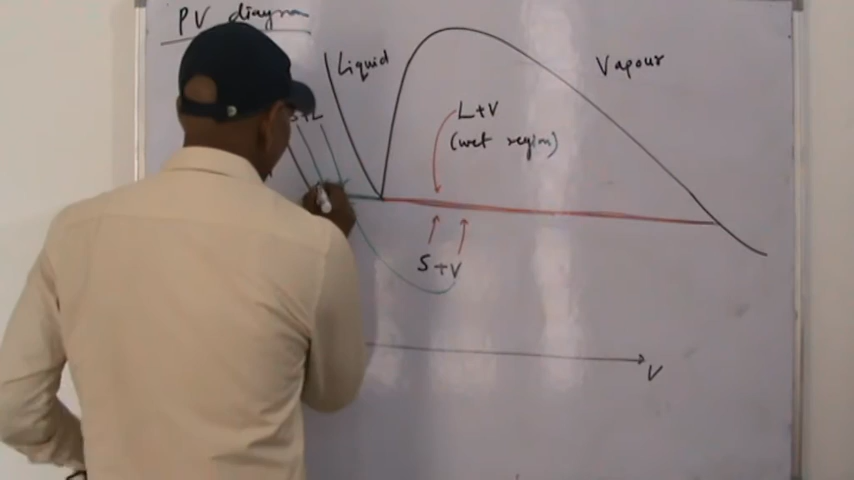 PV diagram
Liquid
Vapour
S+L
L+V
(wet region)
S+V
V